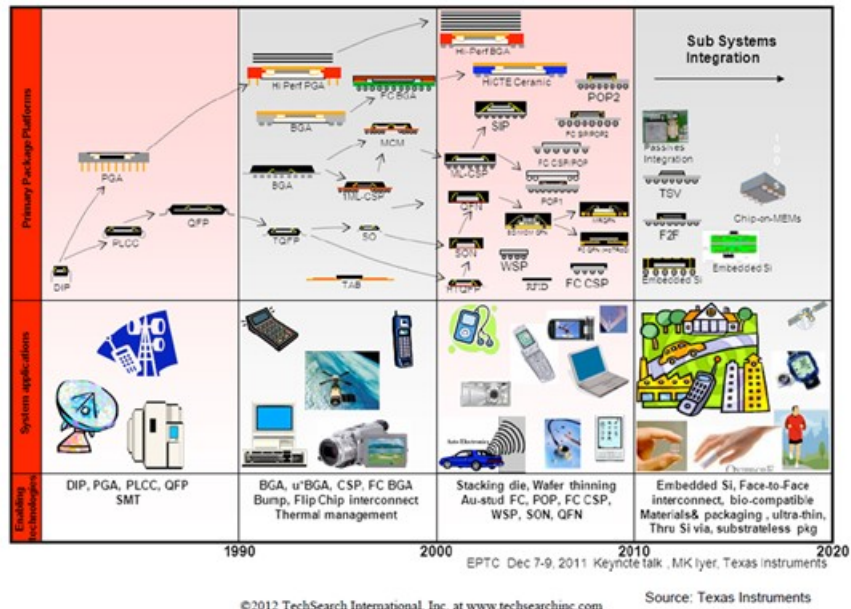 Primary Package Platforms
DIP
PGA
PLCC
QFP
Hi Perf PGA
BGA
BGA
FC BGA
MCM
1ML-CSP
TQFP
SO
TAB
Hi-Perf BGA
HiCTE Ceramic
POP2
SIP
FC SIP/POP2
FC CSP/POP
ML-CSP
POP1
QFN
SON
WSP
RFID
FC CSP
HTQFP
Sub Systems
Integration
Passives
Integration
TSV
F2F
Embedded Si
Chip-on-MEMs
Embedded Si
System applications
Auto Electronics
Enabling
technologies
DIP, PGA, PLCC, QFP
SMT
BGA, u*BGA, CSP, FC BGA
Bump, Flip Chip interconnect
Thermal management
Stacking die, Wafer thinning
Au-stud FC, POP, FC CSP,
WSP, SON, QFN
Embedded Si, Face-to-Face
interconnect, bio-compatible
Materials& packaging , ultra-thin,
Thru Si via, substrateless pkg
1990
2000
2010
2020
EPTC Dec 7-9, 2011 Keynote talk , MK Iyer, Texas Instruments
Source: Texas Instruments
©2012 TechSearch International, Inc. at www.techsearchinc.com